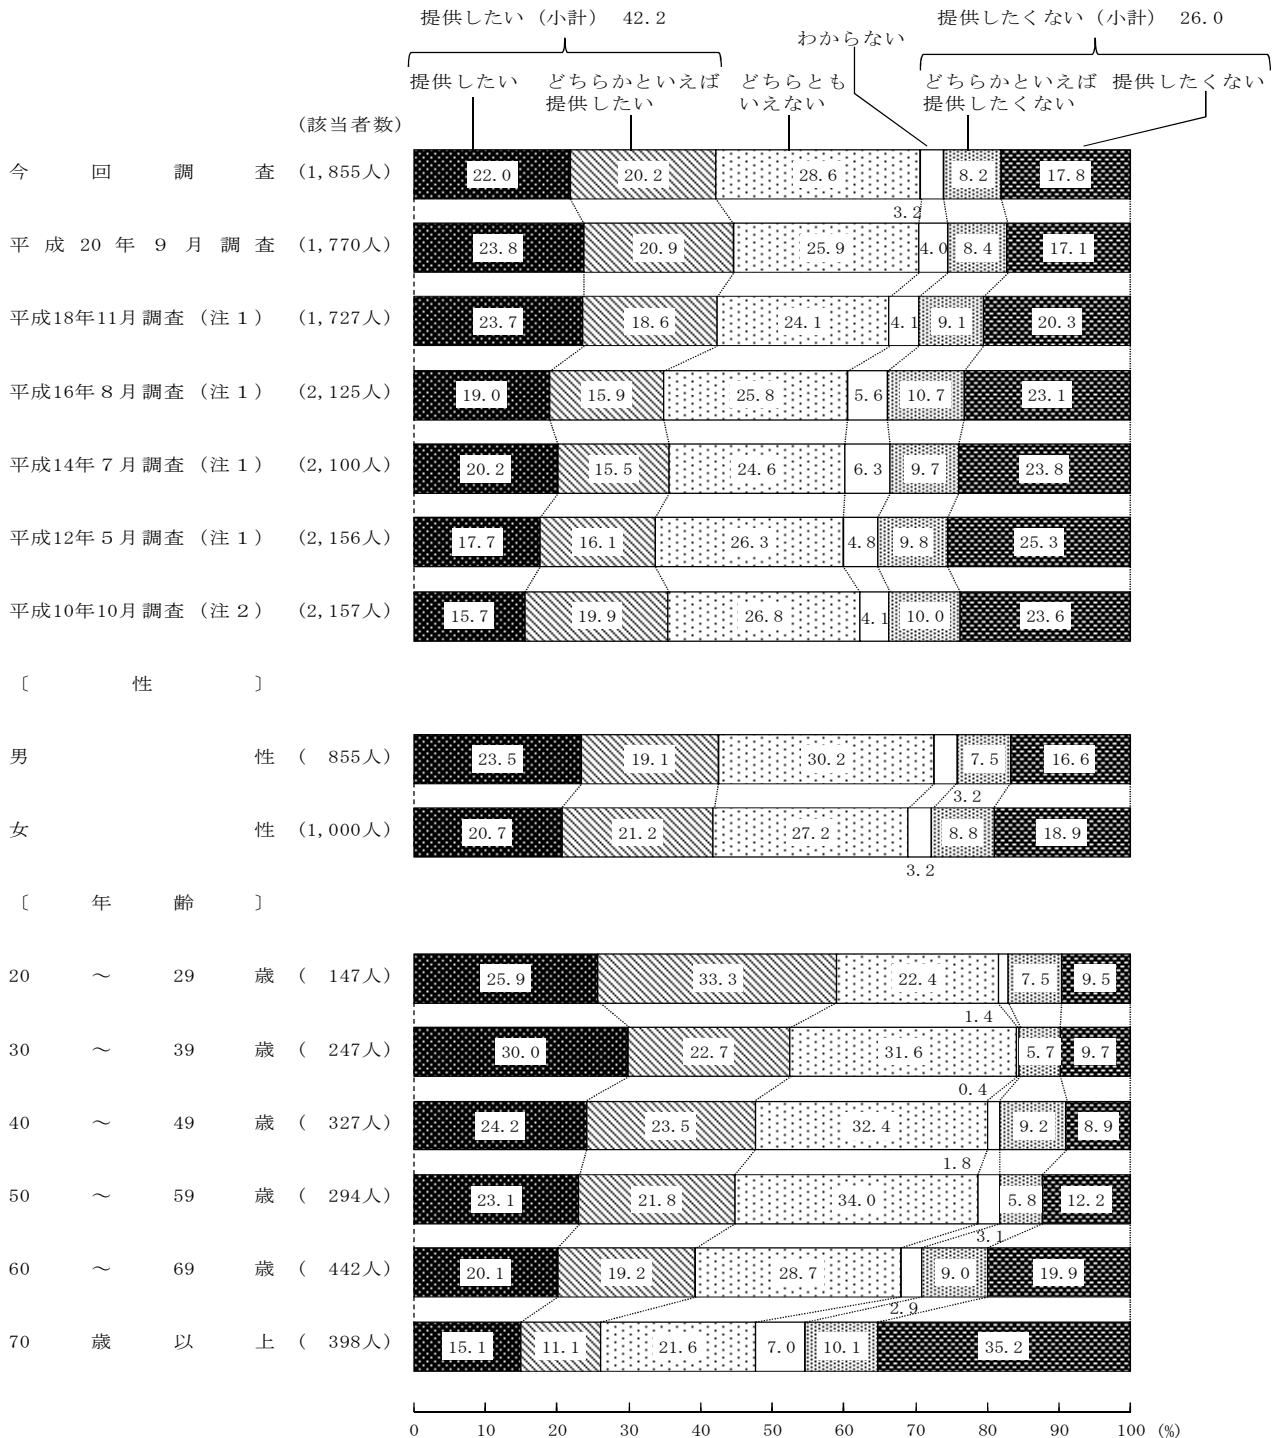 提供したい（小計） 42.2 提供したくない（小計） 26.0
わからない
提供したい どちらかといえば どちらとも どちらかといえば 提供したくない
提供したい いえない 提供したくない
(該当者数)
今回調査 (1,855人) 22.0 20.2 28.6 8.2 17.8
3.2
平成20年9月調査 (1,770人) 23.8 20.9 25.9 4.0 8.4 17.1
平成18年11月調査（注１） (1,727人) 23.7 18.6 24.1 4.1 9.1 20.3
平成16年８月調査（注１） (2,125人) 19.0 15.9 25.8 5.6 10.7 23.1
平成14年７月調査（注１） (2,100人) 20.2 15.5 24.6 6.3 9.7 23.8
平成12年５月調査（注１） (2,156人) 17.7 16.1 26.3 4.8 9.8 25.3
平成10年10月調査（注２） (2,157人) 15.7 19.9 26.8 4.1 10.0 23.6
〔 性 〕
男性 ( 855人) 23.5 19.1 30.2 7.5 16.6
3.2
女性 (1,000人) 20.7 21.2 27.2 8.8 18.9
3.2
〔 年齢 〕
20 ～ 29 歳 ( 147人) 25.9 33.3 22.4 7.5 9.5
1.4
30 ～ 39 歳 ( 247人) 30.0 22.7 31.6 5.7 9.7
0.4
40 ～ 49 歳 ( 327人) 24.2 23.5 32.4 9.2 8.9
1.8
50 ～ 59 歳 ( 294人) 23.1 21.8 34.0 5.8 12.2
3.1
60 ～ 69 歳 ( 442人) 20.1 19.2 28.7 9.0 19.9
2.9
70 歳以上 ( 398人) 15.1 11.1 21.6 7.0 10.1 35.2
0 10 20 30 40 50 60 70 80 90 100 (%)